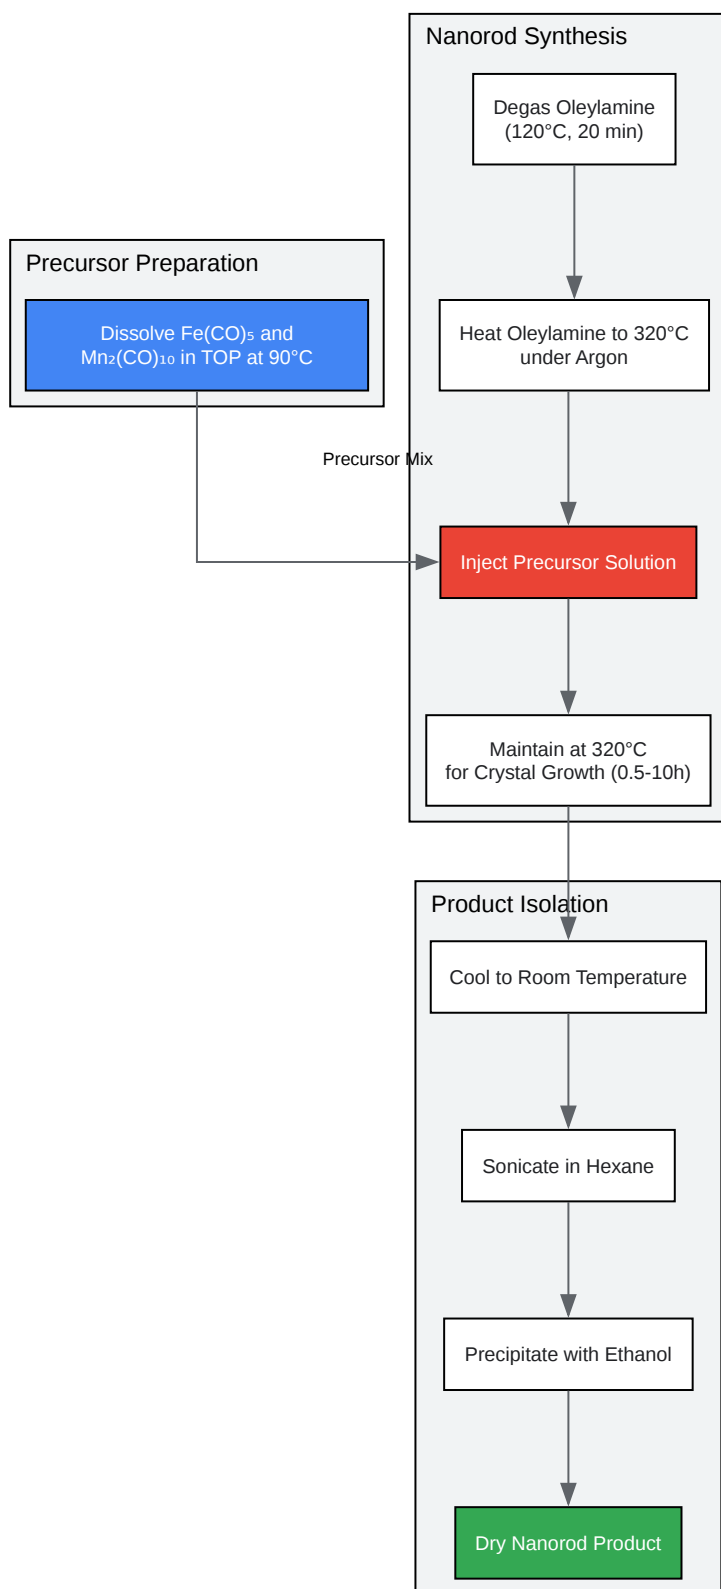 Nanorod Synthesis
Degas Oleylamine
(120°C, 20 min)
Precursor Preparation
Dissolve Fe(CO)₅ and
Mn₂(CO)₁₀ in TOP at 90°C
Heat Oleylamine to 320°C
under Argon
Precursor Mix
Inject Precursor Solution
Maintain at 320°C
for Crystal Growth (0.5-10h)
Product Isolation
Cool to Room Temperature
Sonicate in Hexane
Precipitate with Ethanol
Dry Nanorod Product